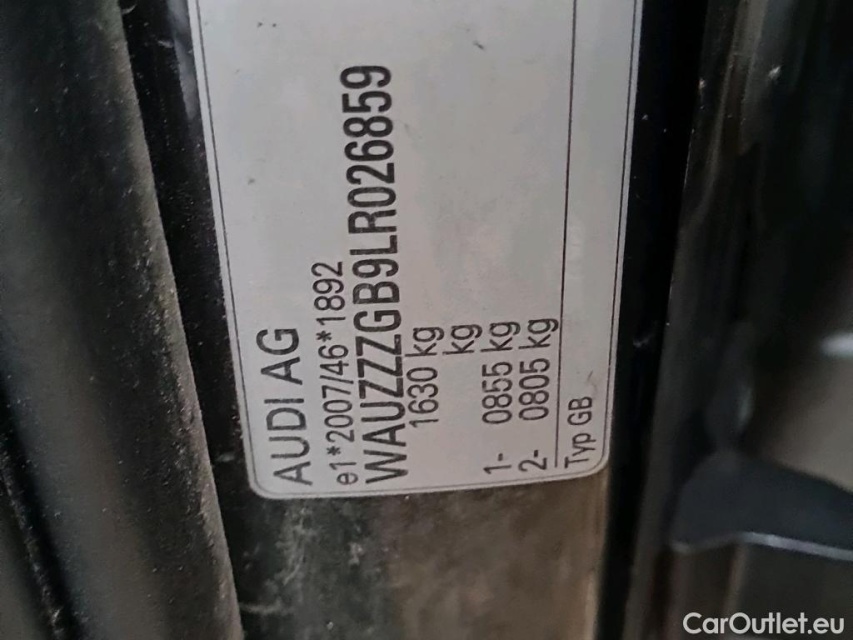 AUDI AG
e1*2007/46*1892
WAUZZZGB9LR026859
1630 kg
kg
1- 0855 kg
2- 0805 kg
Typ GB
CarOutlet.eu